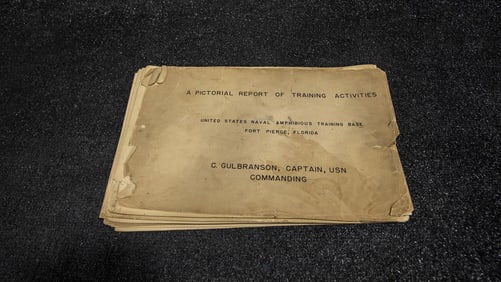 A PICTORIAL REPORT OF TRAINING ACTIVITIES
UNITED STATES NAVAL AMPHIBIOUS TRAINING BASE
FORT PIERCE, FLORIDA
C. GULBRANSON, CAPTAIN, USN
COMMANDING